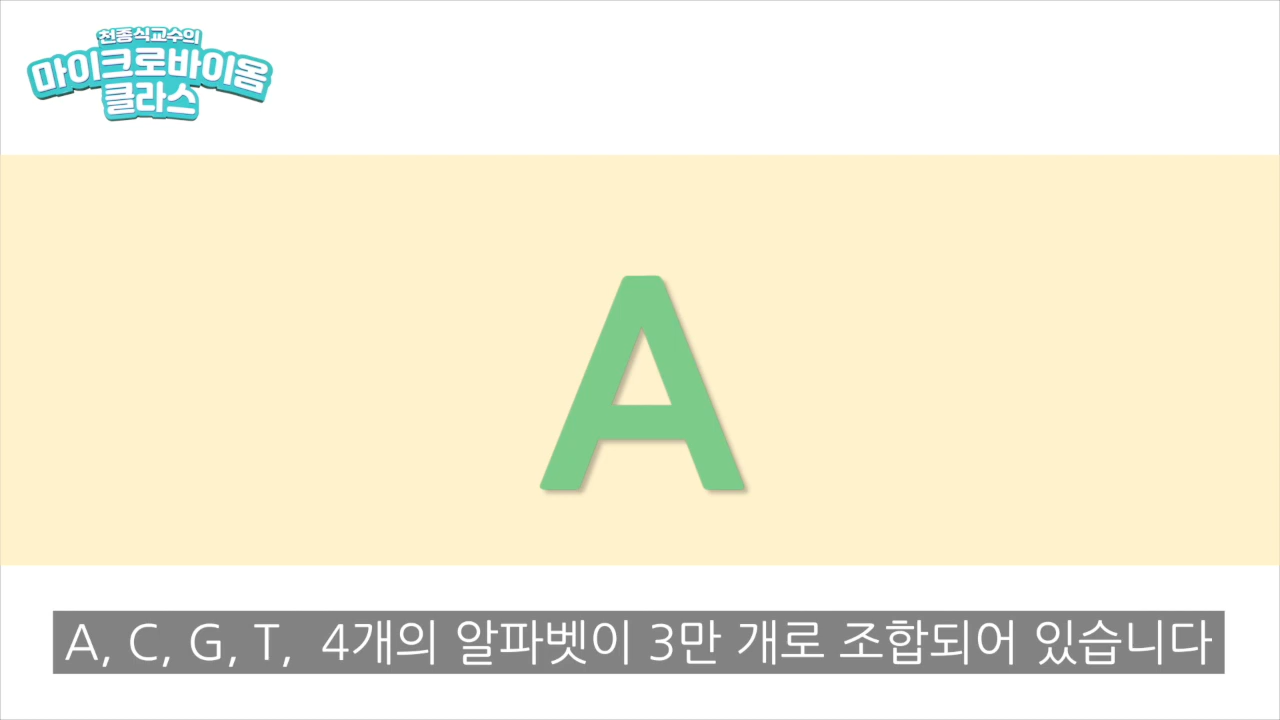 천종식교수의
마이크로바이옴
클라스
A
A, C, G, T, 4개의 알파벳이 3만 개로 조합되어 있습니다